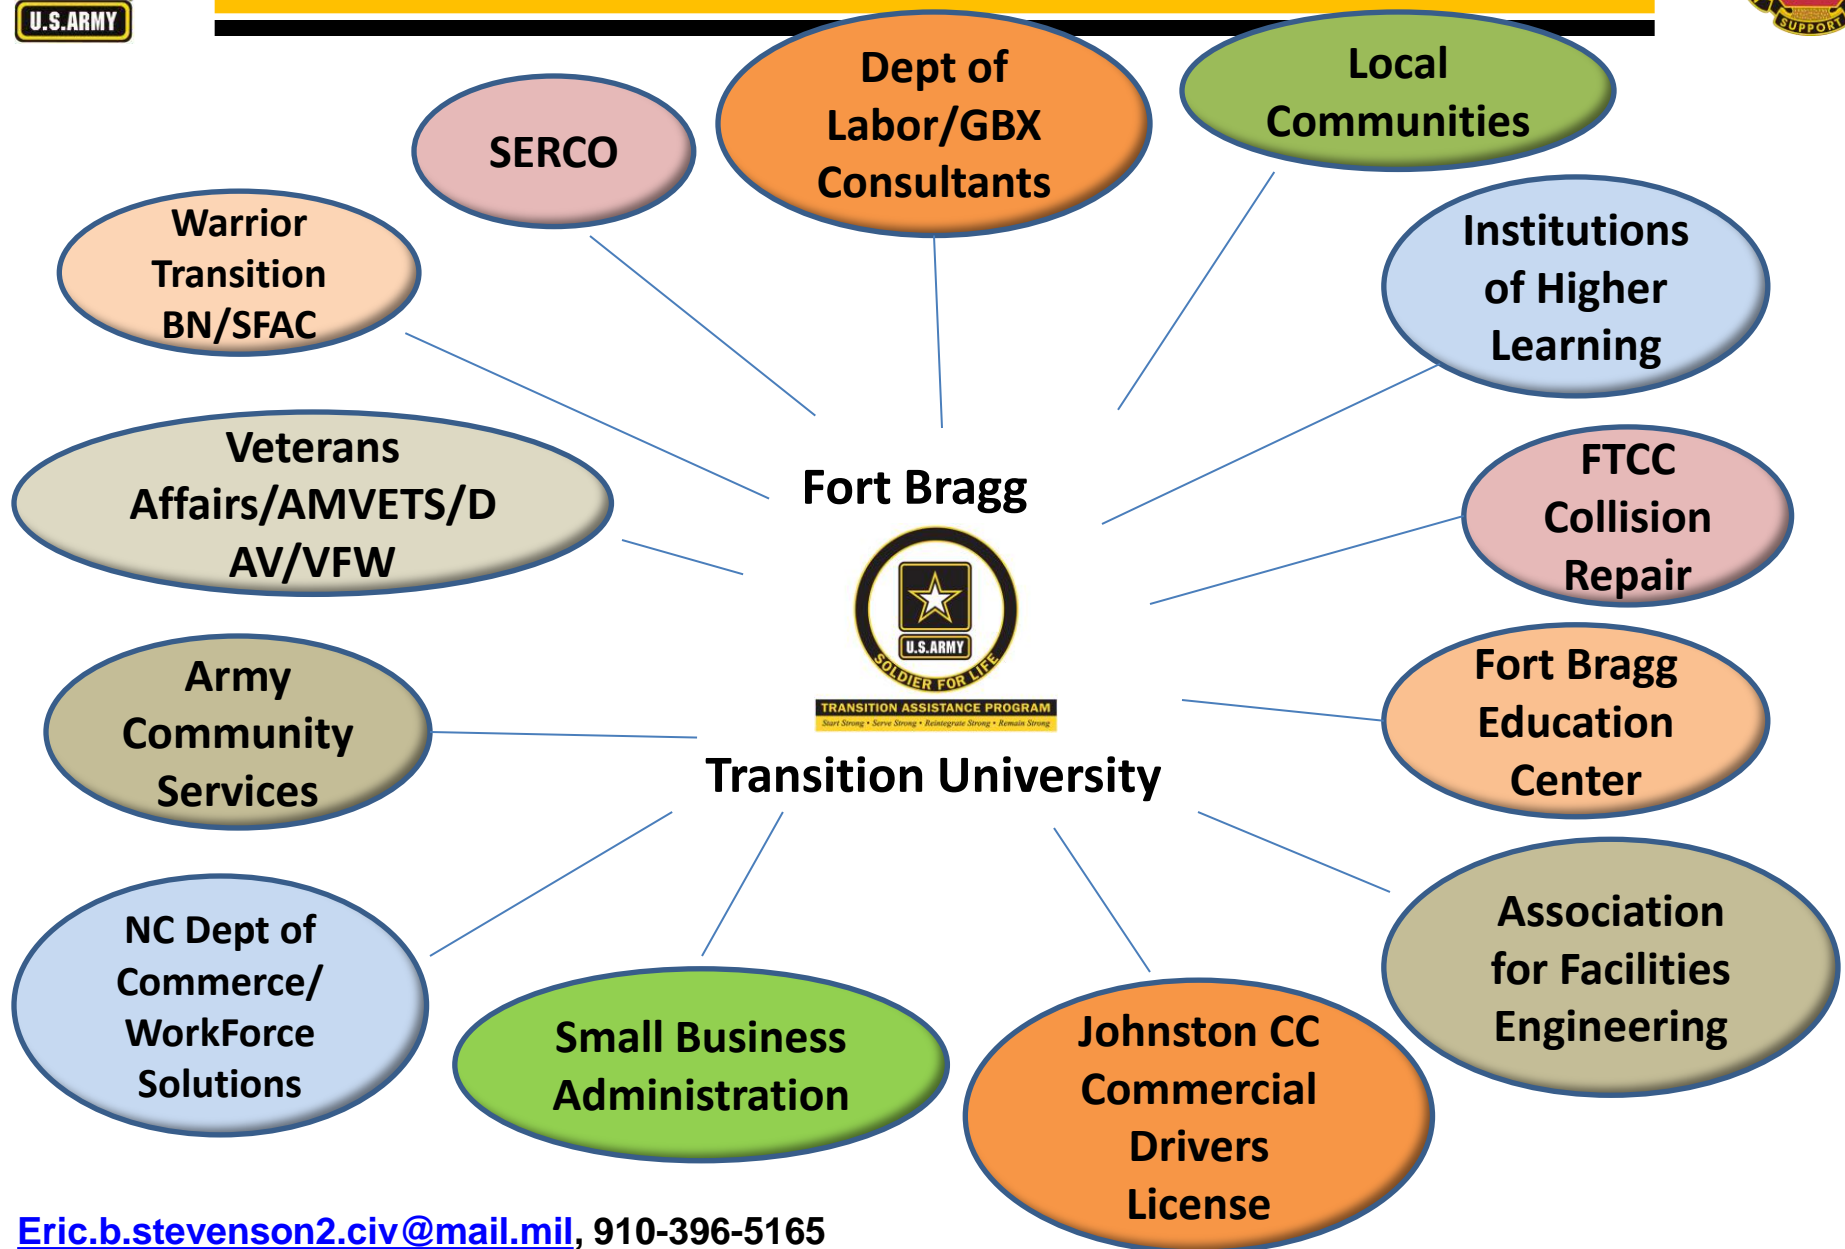 U.S.ARMY
SUPPORT
Dept of
Labor/GBX
Consultants
Local
Communities
SERCO
Institutions
of Higher
Learning
Warrior
Transition
BN/SFAC
Veterans
Affairs/AMVETS/D
AV/VFW
FTCC
Collision
Repair
Fort Bragg
U.S.ARMY
SOLDIER FOR LIFE
TRANSITION ASSISTANCE PROGRAM
Start Strong • Serve Strong • Reintegrate Strong • Remain Strong
Transition University
Army
Community
Services
Fort Bragg
Education
Center
NC Dept of
Commerce/
WorkForce
Solutions
Small Business
Administration
Johnston CC
Commercial
Drivers
License
Association
for Facilities
Engineering
Eric.b.stevenson2.civ@mail.mil, 910-396-5165